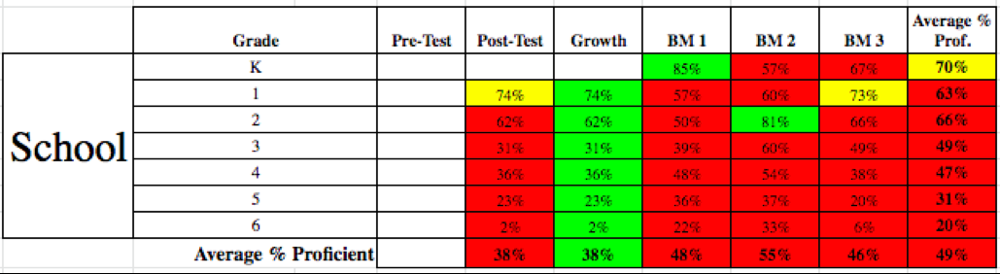 Grade Pre-Test Post-Test Growth BM 1 BM 2 BM 3 Average % Prof.
School
K 85% 57% 67% 70%
1 74% 74% 57% 60% 73% 63%
2 62% 62% 50% 81% 66% 66%
3 31% 31% 39% 60% 49% 49%
4 36% 36% 48% 54% 38% 47%
5 23% 23% 36% 37% 20% 31%
6 2% 2% 22% 33% 6% 20%
Average % Proficient 38% 38% 48% 55% 46% 49%